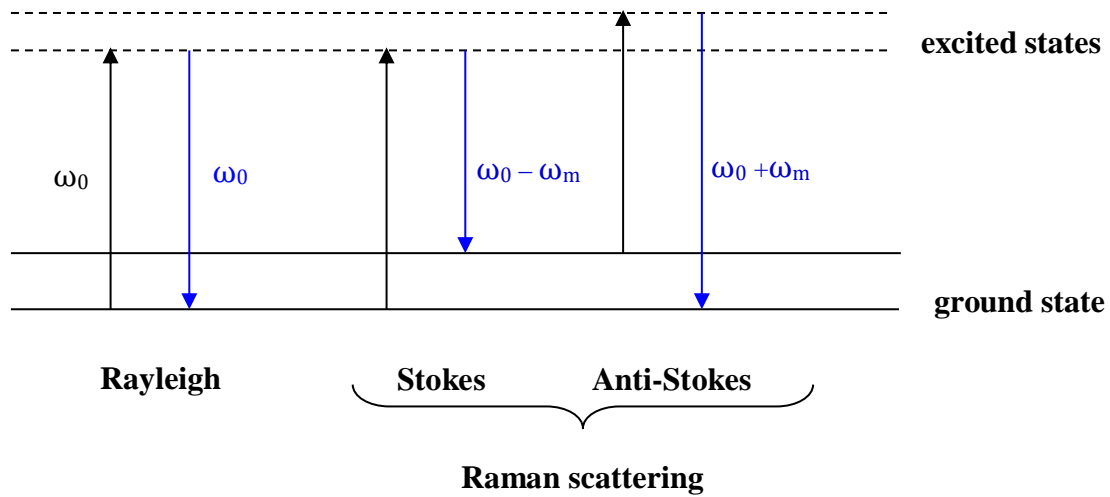 excited states
ω₀
ω₀
ω₀ – ωₘ
ω₀ +ωₘ
ground state
Rayleigh
Stokes
Anti-Stokes
Raman scattering